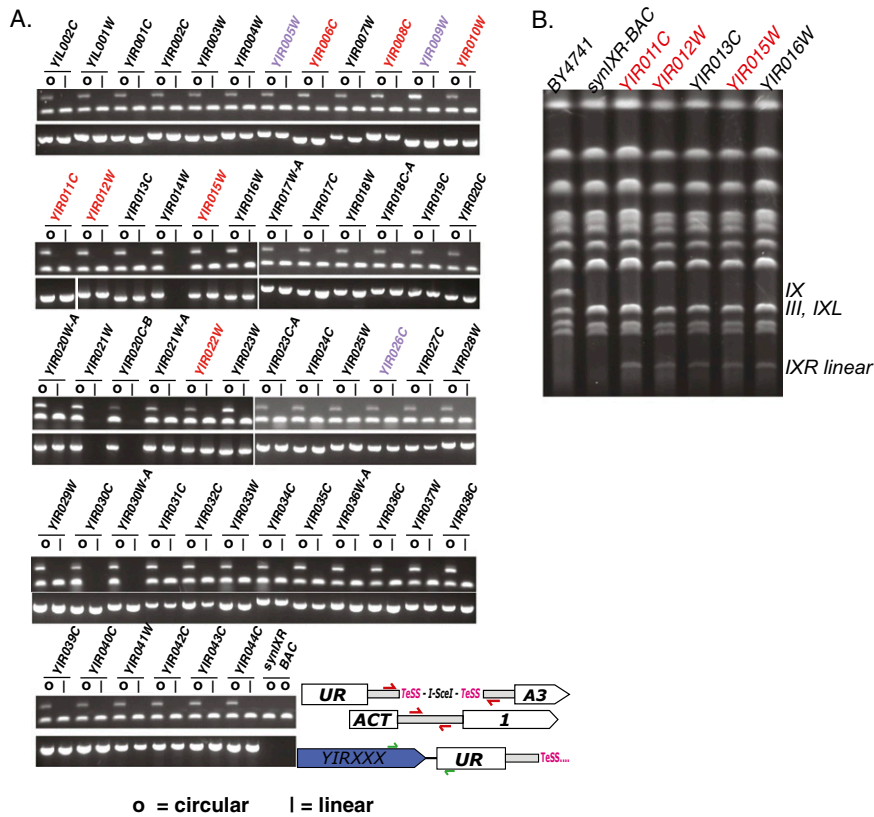 A.
YIL002C YIL001W YIR001C YIR002C YIR003W YIR004W YIR005W YIR006C YIR007W YIR008C YIR009W YIR010W
o | o | o | o | o | o | o | o | o | o | o | o |
YIR011C YIR012W YIR013C YIR014W YIR015W YIR016W YIR017W-A YIR017C YIR018W YIR018C-A YIR019C YIR020C
o | o | o | o | o | o | o | o | o | o | o | o |
YIR020W-A YIR021W YIR020C-B YIR021W-A YIR022W YIR023W YIR023C-A YIR024C YIR025W YIR026C YIR027C YIR028W
o | o | o | o | o | o | o | o | o | o | o | o |
YIR029W YIR030C YIR030W-A YIR031C YIR032C YIR033W YIR034C YIR035C YIR036W-A YIR036C YIR037W YIR038C
o | o | o | o | o | o | o | o | o | o | o | o |
YIR039C YIR040C YIR041W YIR042C YIR043C YIR044C synIXR BAC
o | o | o | o | o | o | o o
UR TeSS - I-SceI - TeSS A3
ACT 1
YIRXXX UR TeSS....
o = circular | = linear
B.
BY4741 synIXR-BAC YIR011C YIR012W YIR013C YIR015W YIR016W
IX
III, IXL
IXR linear